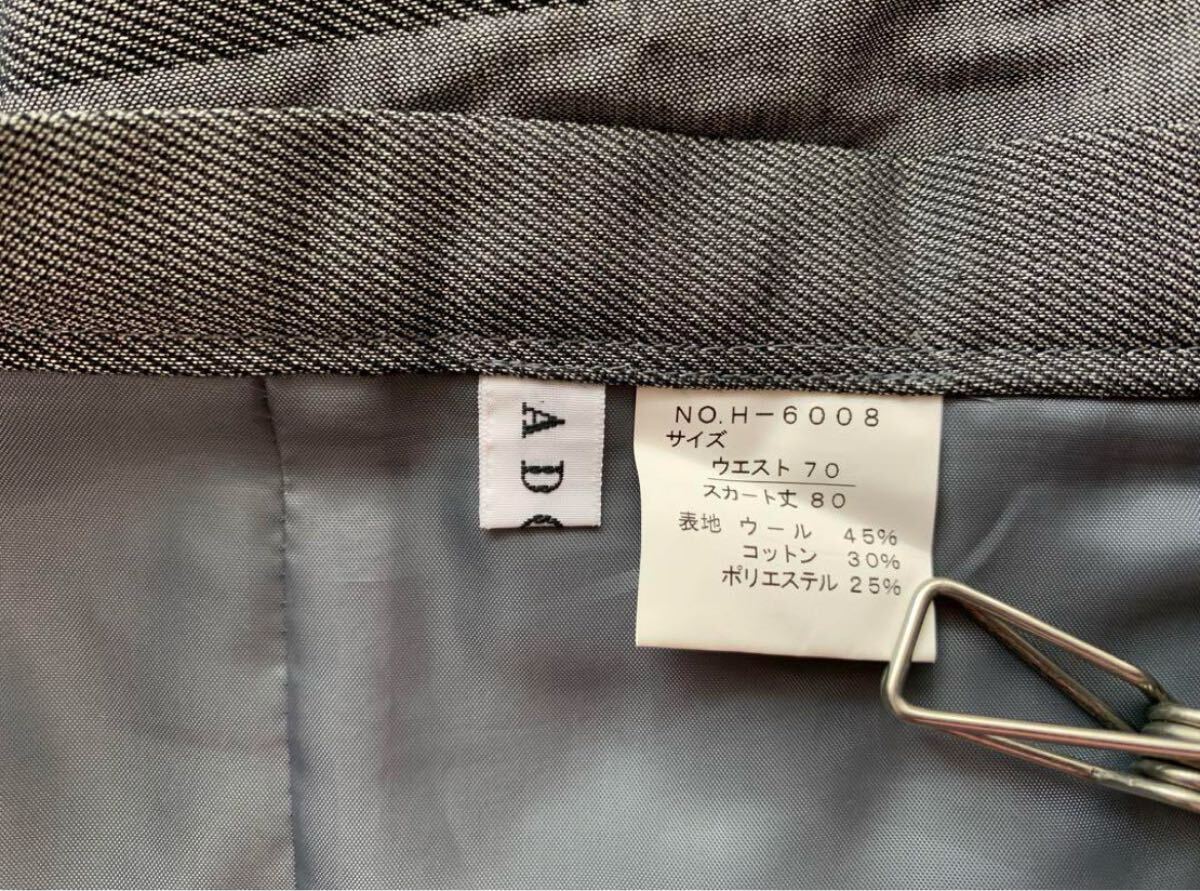 AD
NO.H-6008
サイズ
ウエスト 70
スカート丈 80
表地 ウール 45%
コットン 30%
ポリエステル 25%